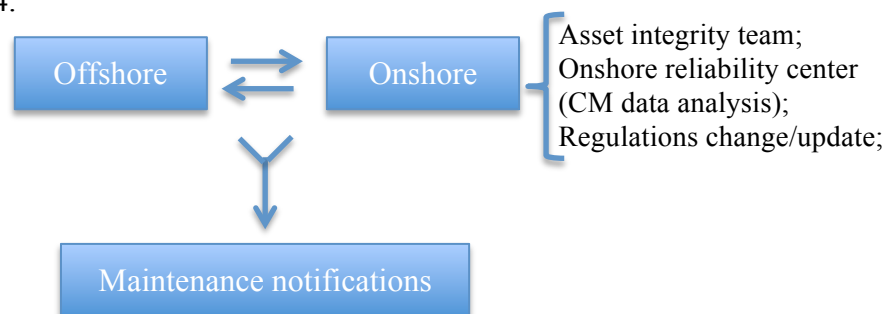 4.
Offshore
Onshore
Asset integrity team;
Onshore reliability center
(CM data analysis);
Regulations change/update;
Maintenance notifications